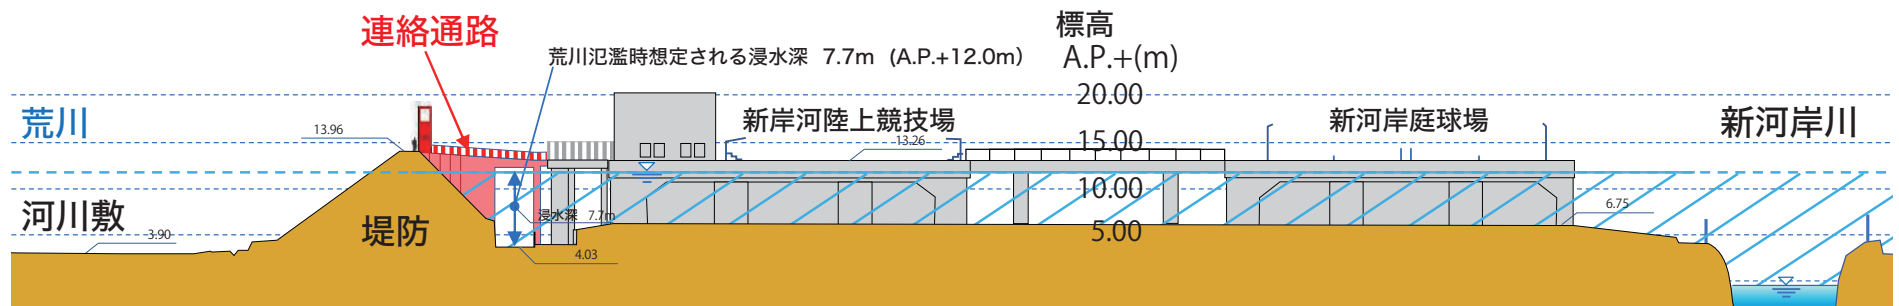 連絡通路
荒川氾濫時想定される浸水深 7.7m (A.P.+12.0m)
標高
A.P.+(m)
20.00
荒川
13.96
新岸河陸上競技場
13.26
15.00
新河岸庭球場
新河岸川
10.00
河川敷
3.90
堤防
浸水深 7.7m
4.03
5.00
6.75